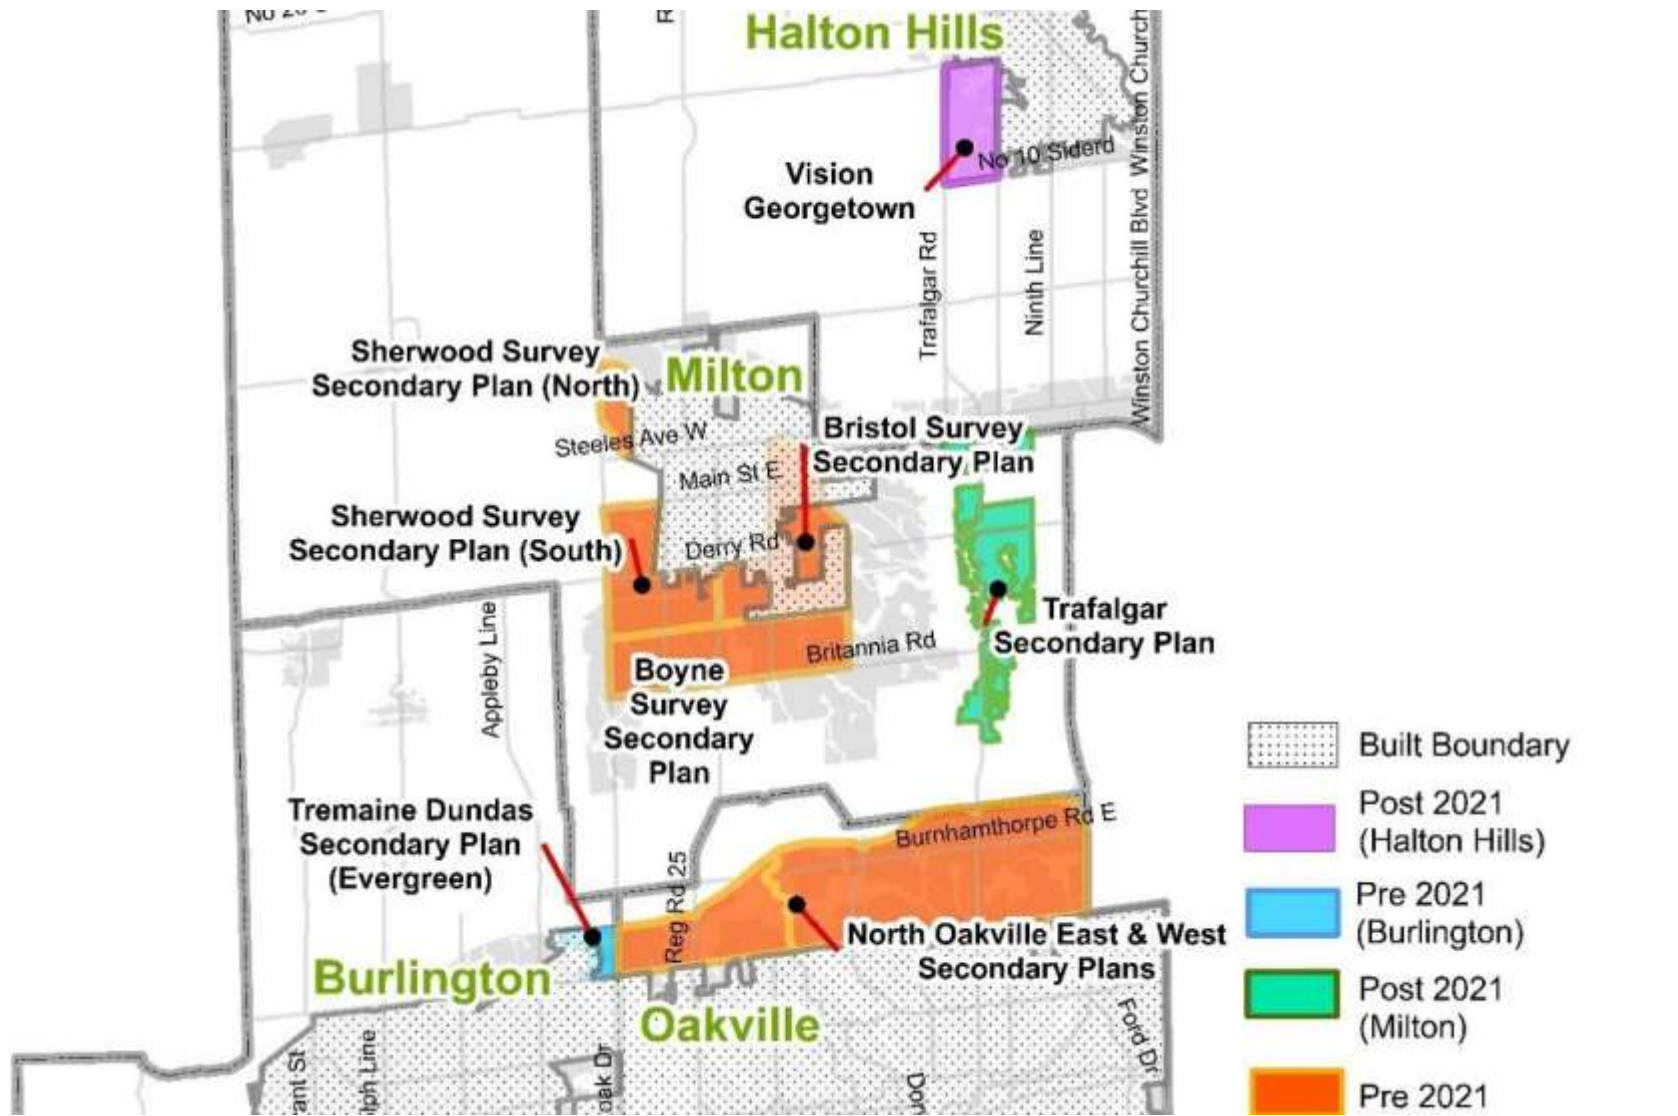 Halton Hills
Winston Churchill Blvd Winston Church
No 10 Siderd
Vision
Georgetown
Trafalgar Rd
Ninth Line
Winston Churchill Blvd
Sherwood Survey
Secondary Plan (North)
Milton
Steeles Ave W
Bristol Survey
Secondary Plan
Main St E
Sherwood Survey
Secondary Plan (South)
Derry Rd
Appleby Line
Trafalgar
Secondary Plan
Britannia Rd
Boyne
Survey
Secondary
Plan
Built Boundary
Post 2021
(Halton Hills)
Tremaine Dundas
Secondary Plan
(Evergreen)
Burnhamthorpe Rd E
Reg Rd 25
Pre 2021
(Burlington)
North Oakville East & West
Secondary Plans
Burlington
Oakville
Post 2021
(Milton)
Ford Dr
Pre 2021